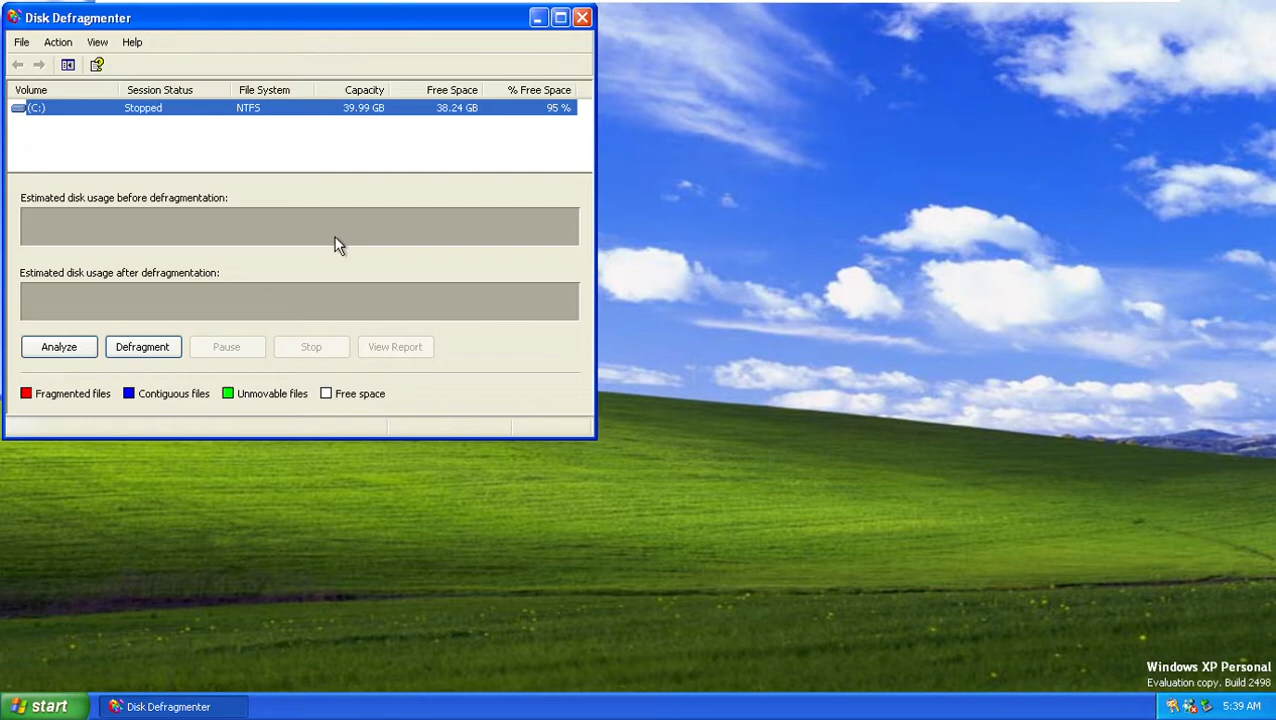 Disk Defragmenter
File Action View Help
Volume Session Status File System Capacity Free Space % Free Space
(C:) Stopped NTFS 39.99 GB 38.24 GB 95 %
Estimated disk usage before defragmentation:
Estimated disk usage after defragmentation:
Analyze Defragment Pause Stop View Report
Fragmented files Contiguous files Unmovable files Free space
Windows XP Personal
Evaluation copy. Build 2498
start Disk Defragmenter 5:39 AM